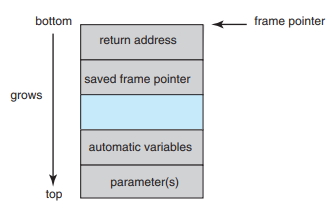 bottom
frame pointer
return address
saved frame pointer
grows
automatic variables
parameter(s)
top